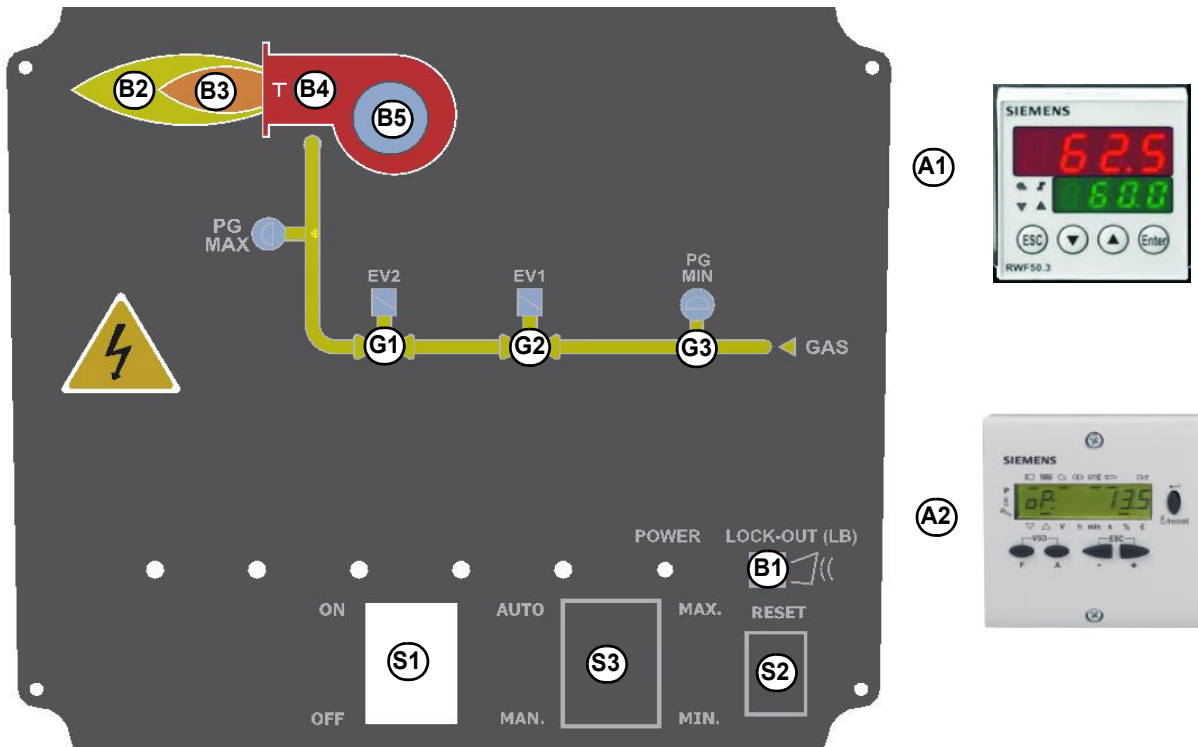 B2
B3
T
B4
B5
A1
SIEMENS
62.5
60.0
ESC
Enter
RWF50.3
PG
MAX
EV2
EV1
PG
MIN
G1
G2
G3
GAS
A2
SIEMENS
oP: 13.5
V h min s %
/reset
VSD
ESC
F A - +
POWER
LOCK-OUT (LB)
B1
ON
AUTO
MAX.
RESET
S1
S3
S2
OFF
MAN.
MIN.